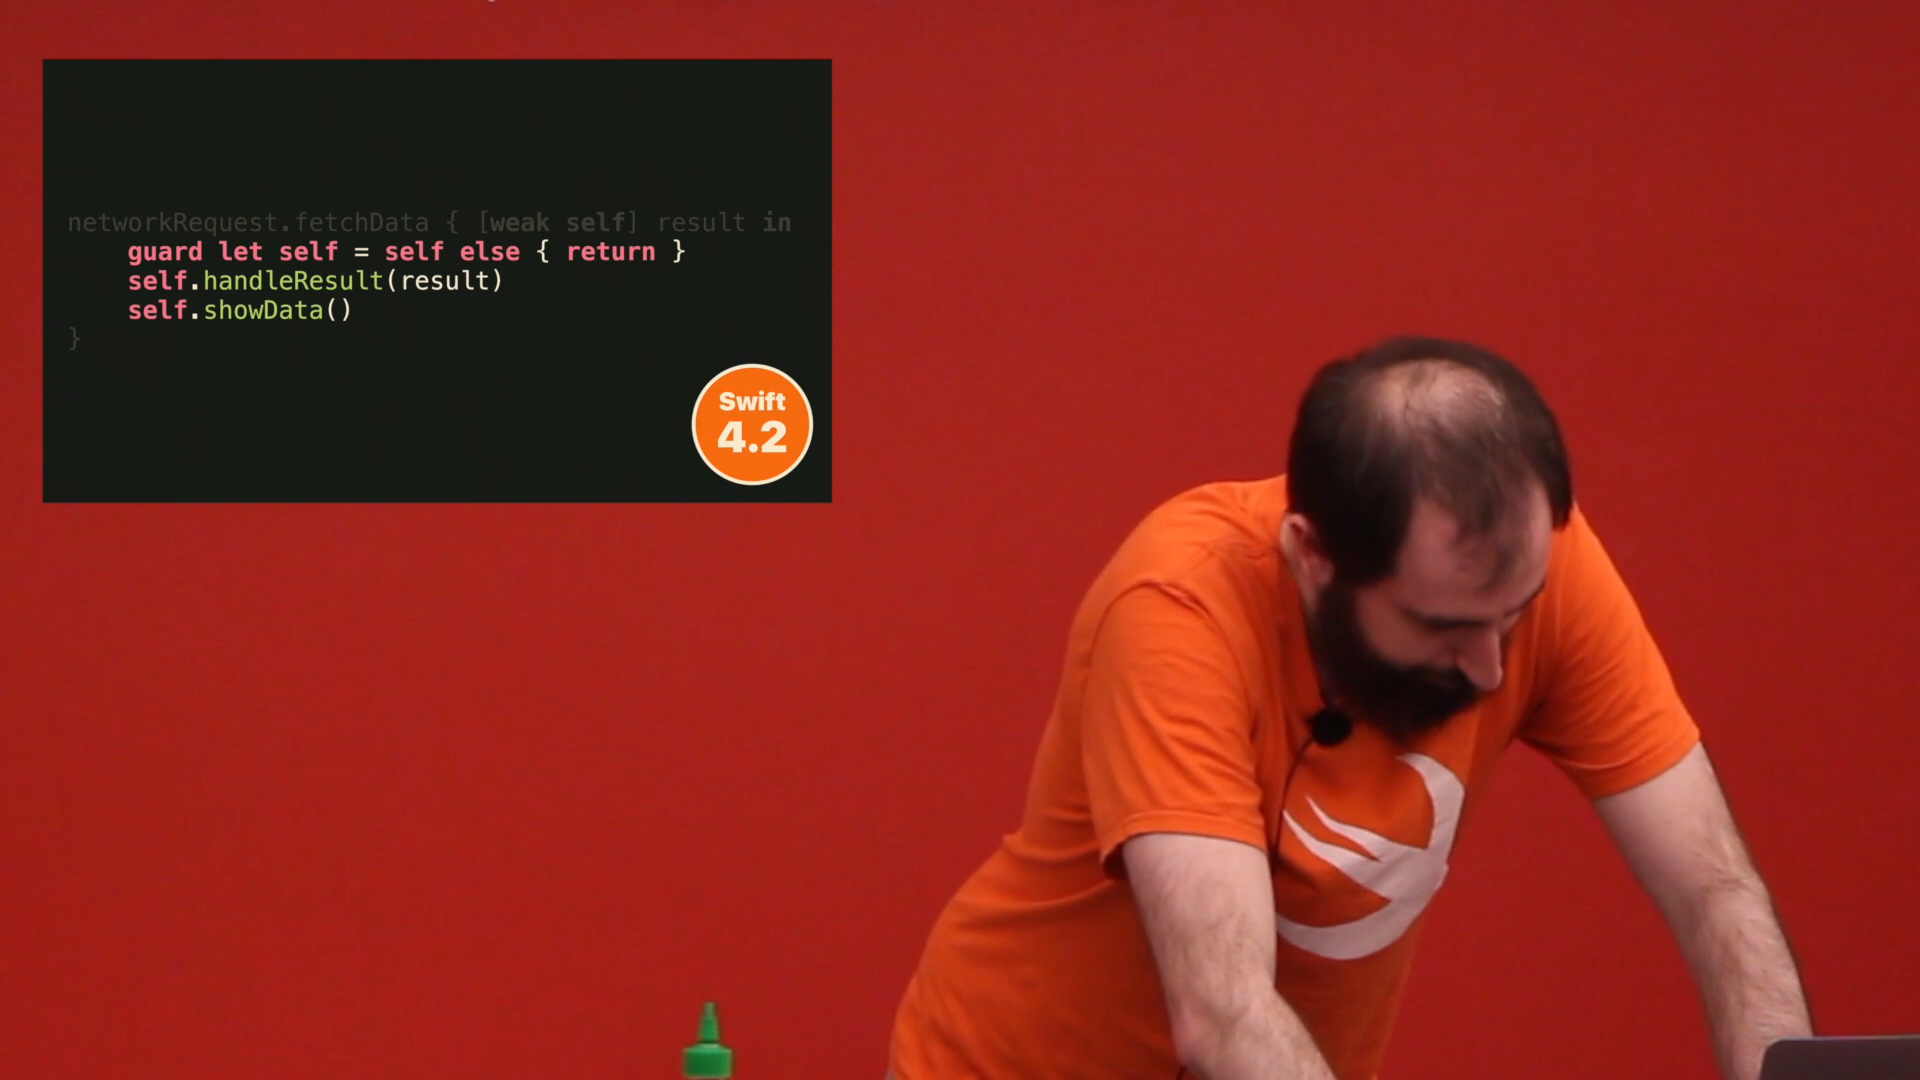 networkRequest.fetchData { [weak self] result in
    guard let self = self else { return }
    self.handleResult(result)
    self.showData()
}
Swift
4.2